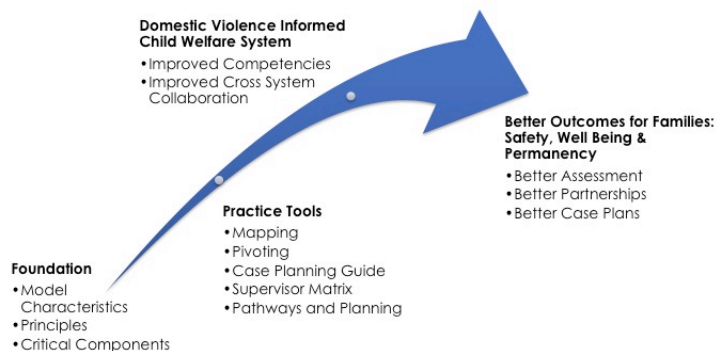 Domestic Violence Informed
Child Welfare System
•Improved Competencies
•Improved Cross System
Collaboration
Better Outcomes for Families:
Safety, Well Being &
Permanency
•Better Assessment
•Better Partnerships
•Better Case Plans
Practice Tools
•Mapping
•Pivoting
•Case Planning Guide
•Supervisor Matrix
•Pathways and Planning
Foundation
•Model
Characteristics
•Principles
•Critical Components